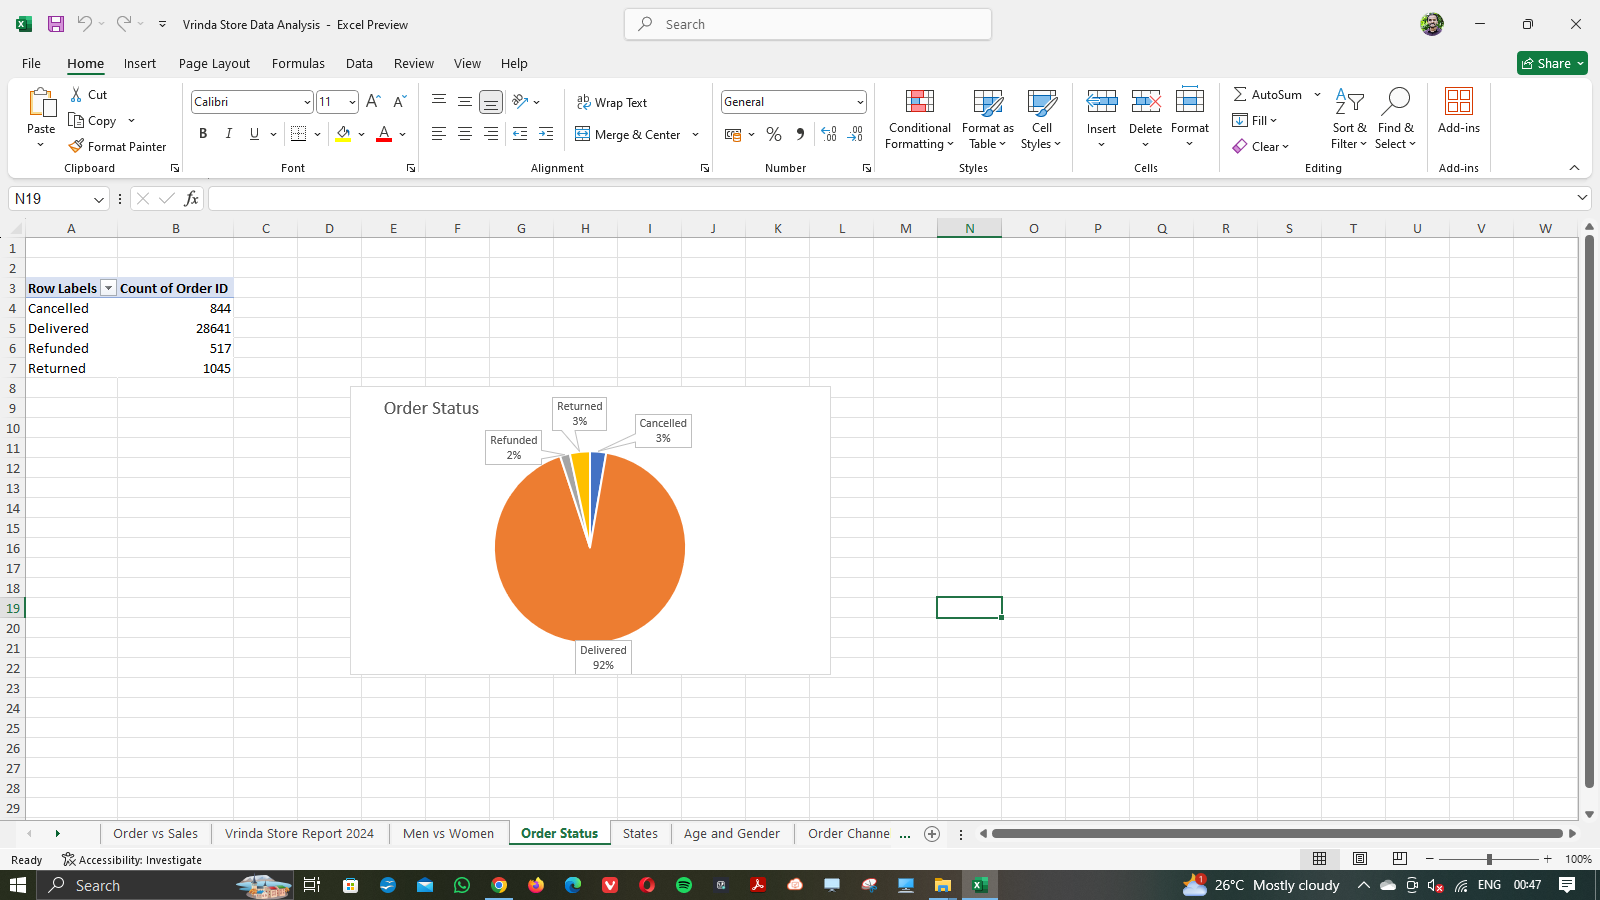 Vrinda Store Data Analysis - Excel Preview
Search
File Home Insert Page Layout Formulas Data Review View Help
Share
Paste
Cut
Copy
Format Painter
Clipboard
Calibri 11
B I U
Font
Wrap Text
Merge & Center
Alignment
General
Number
Conditional Formatting
Format as Table
Cell Styles
Styles
Insert Delete Format
Cells
AutoSum
Fill
Clear
Sort & Filter
Find & Select
Editing
Add-ins
Add-ins
N19
fx
A B C D E F G H I J K L M N O P Q R S T U V W
1
2
3 Row Labels Count of Order ID
4 Cancelled 844
5 Delivered 28641
6 Refunded 517
7 Returned 1045
8
9
10
11
12
13
14
15
16
17
18
19
20
21
22
23
24
25
26
27
28
29
Order Status
Returned
3%
Cancelled
3%
Refunded
2%
Delivered
92%
Order vs Sales Vrinda Store Report 2024 Men vs Women Order Status States Age and Gender Order Channe ...
Ready Accessibility: Investigate 100%
Search
1 26°C Mostly cloudy ENG 00:47